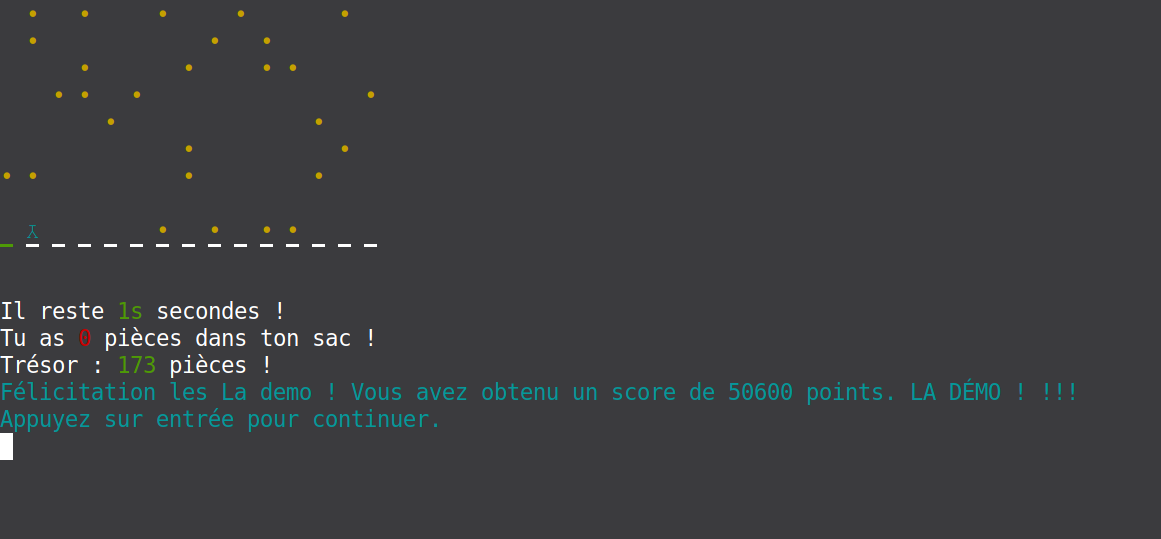 Il reste 1s secondes !
Tu as 0 pièces dans ton sac !
Trésor : 173 pièces !
Félicitation les La demo ! Vous avez obtenu un score de 50600 points. LA DÉMO ! !!!
Appuyez sur entrée pour continuer.